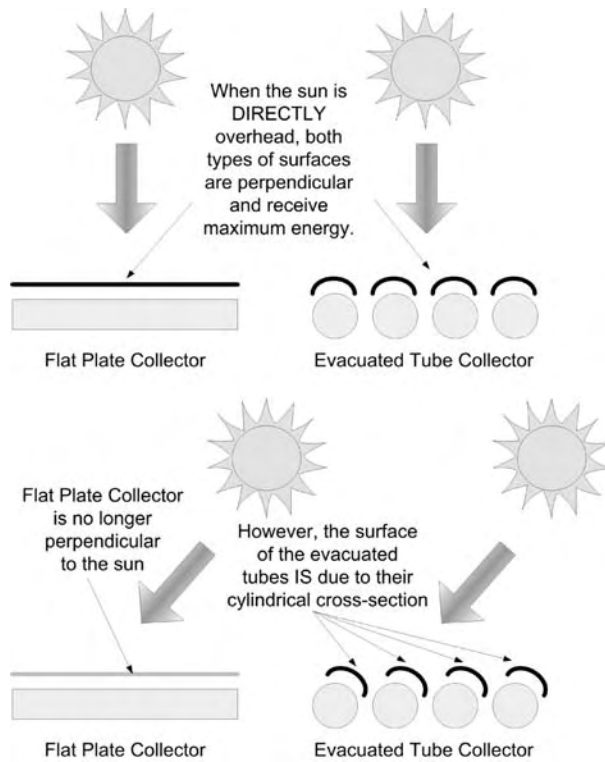 When the sun is
DIRECTLY
overhead, both
types of surfaces
are perpendicular
and receive
maximum energy.
Flat Plate Collector
Evacuated Tube Collector
Flat Plate Collector
is no longer
perpendicular
to the sun
However, the surface
of the evacuated
tubes IS due to their
cylindrical cross-section
Flat Plate Collector
Evacuated Tube Collector